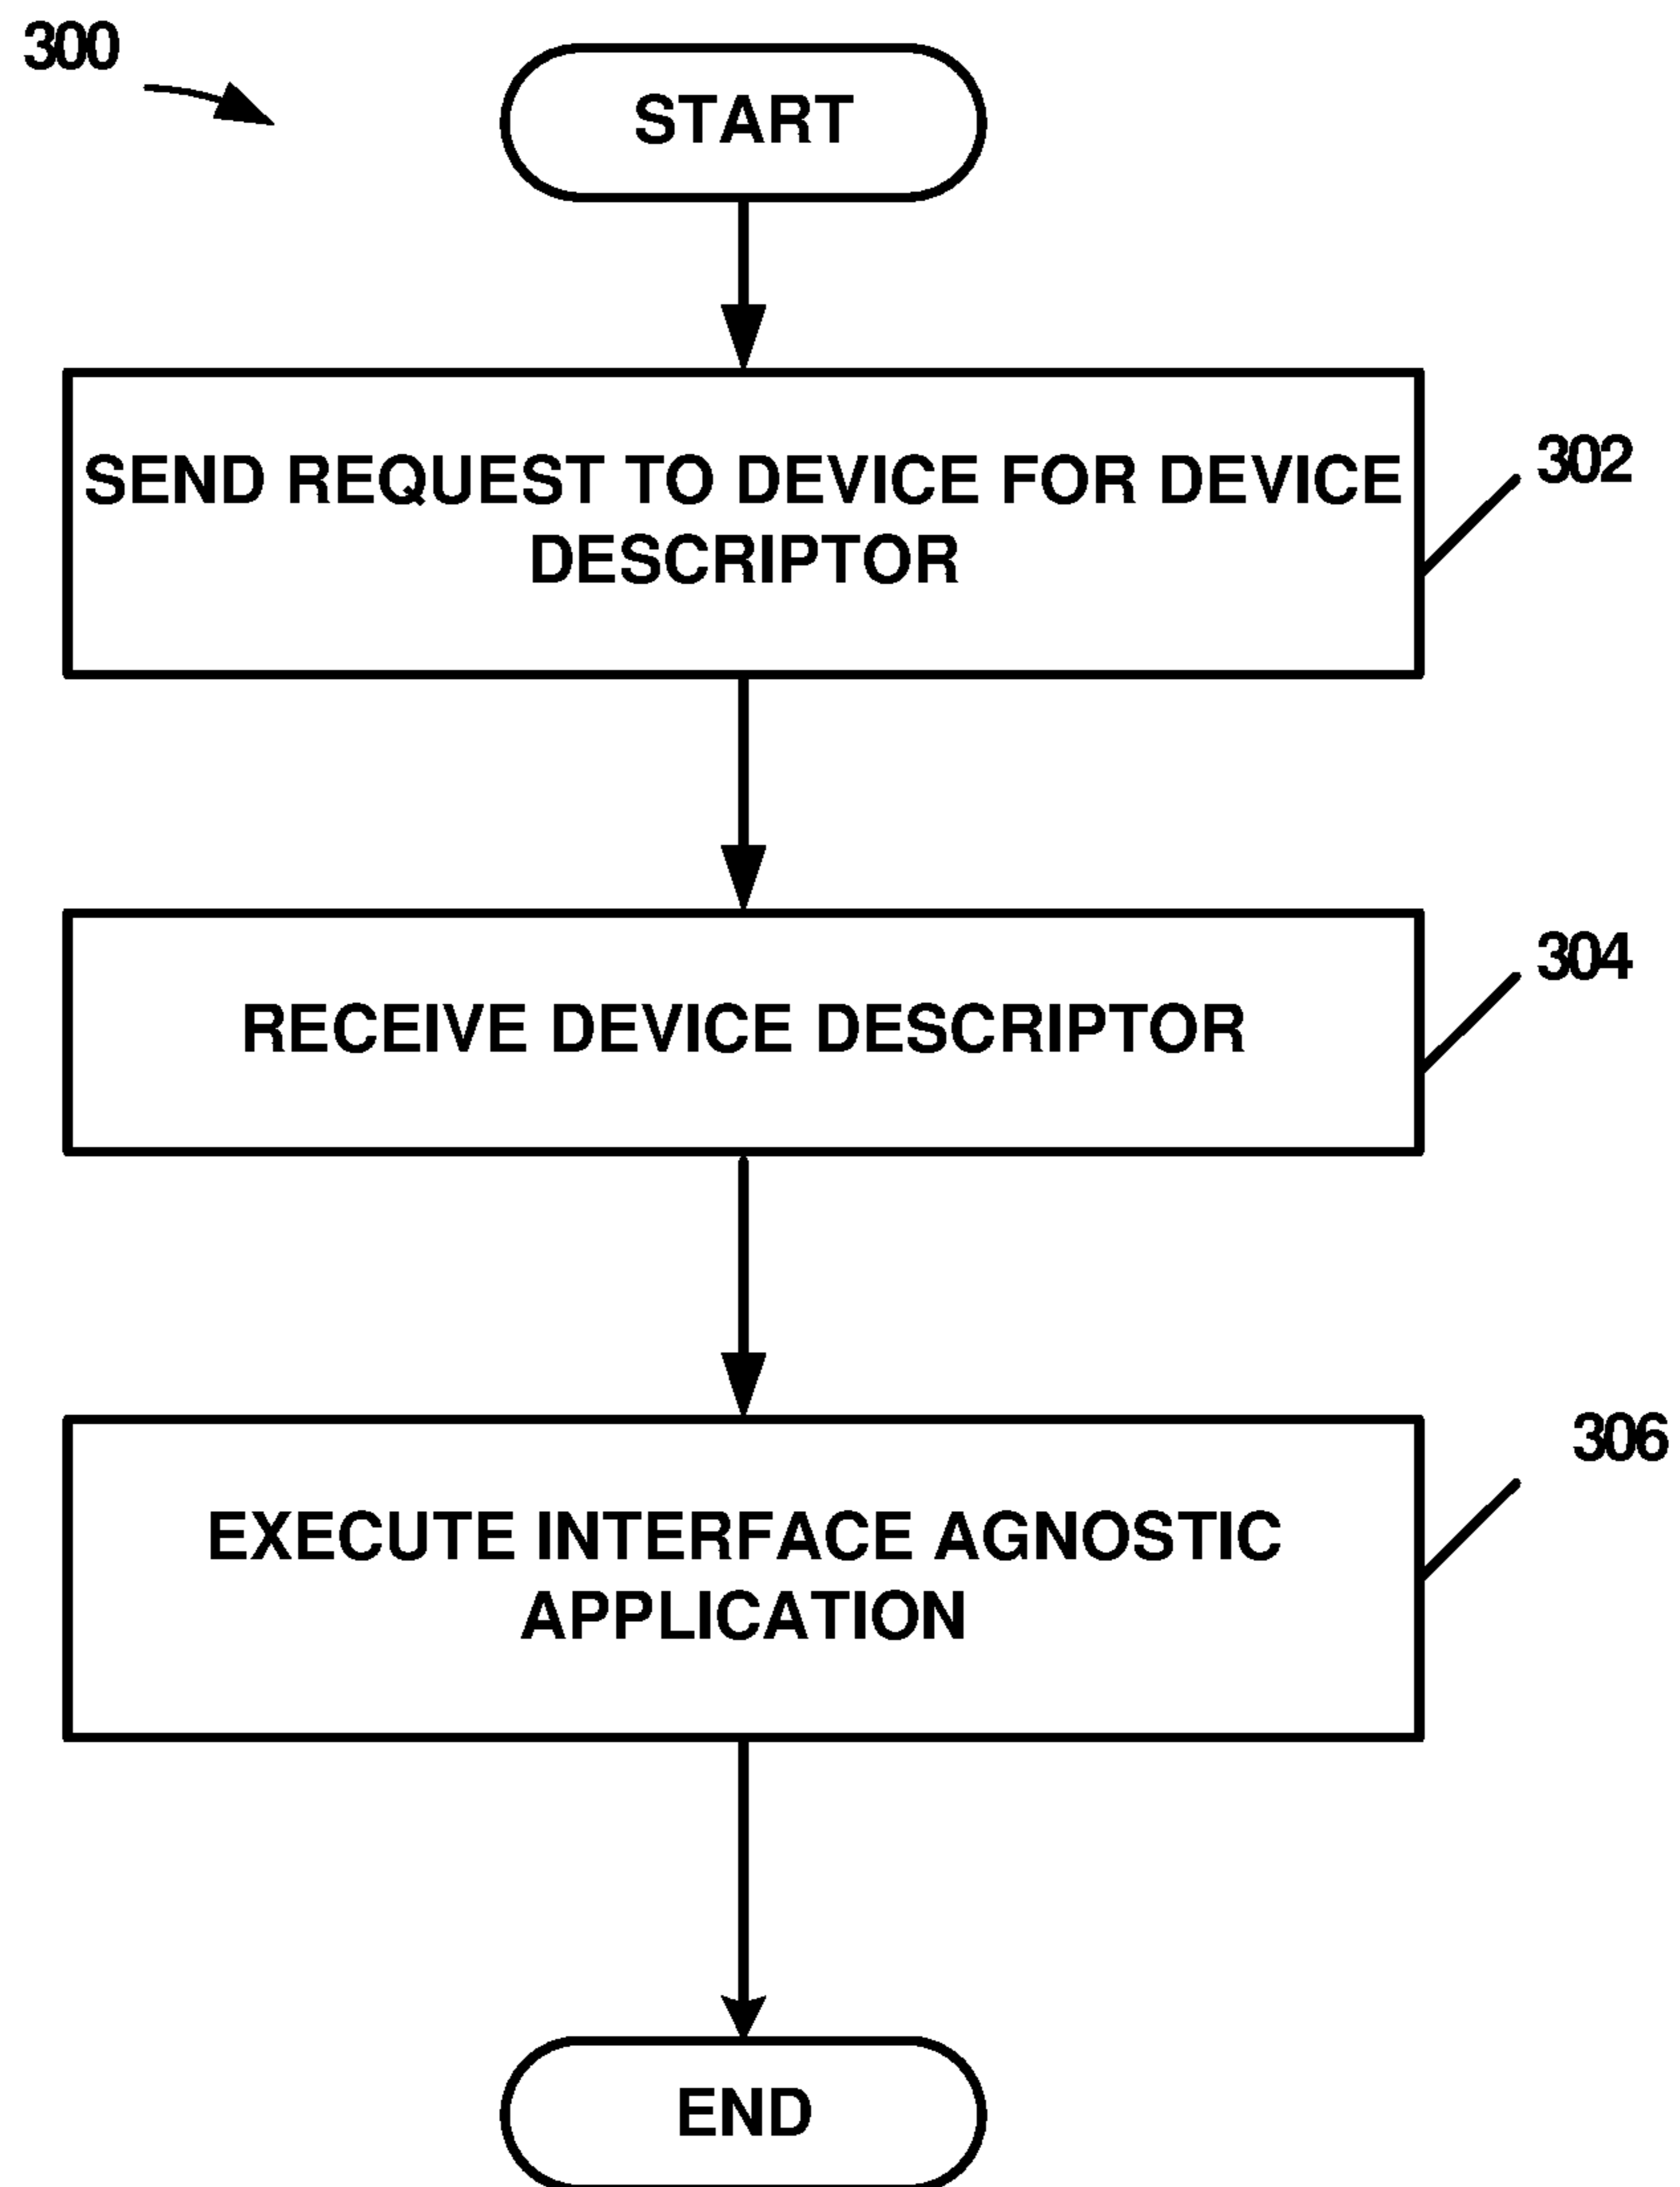 300
START
SEND REQUEST TO DEVICE FOR DEVICE
DESCRIPTOR
302
RECEIVE DEVICE DESCRIPTOR
304
EXECUTE INTERFACE AGNOSTIC
APPLICATION
306
END